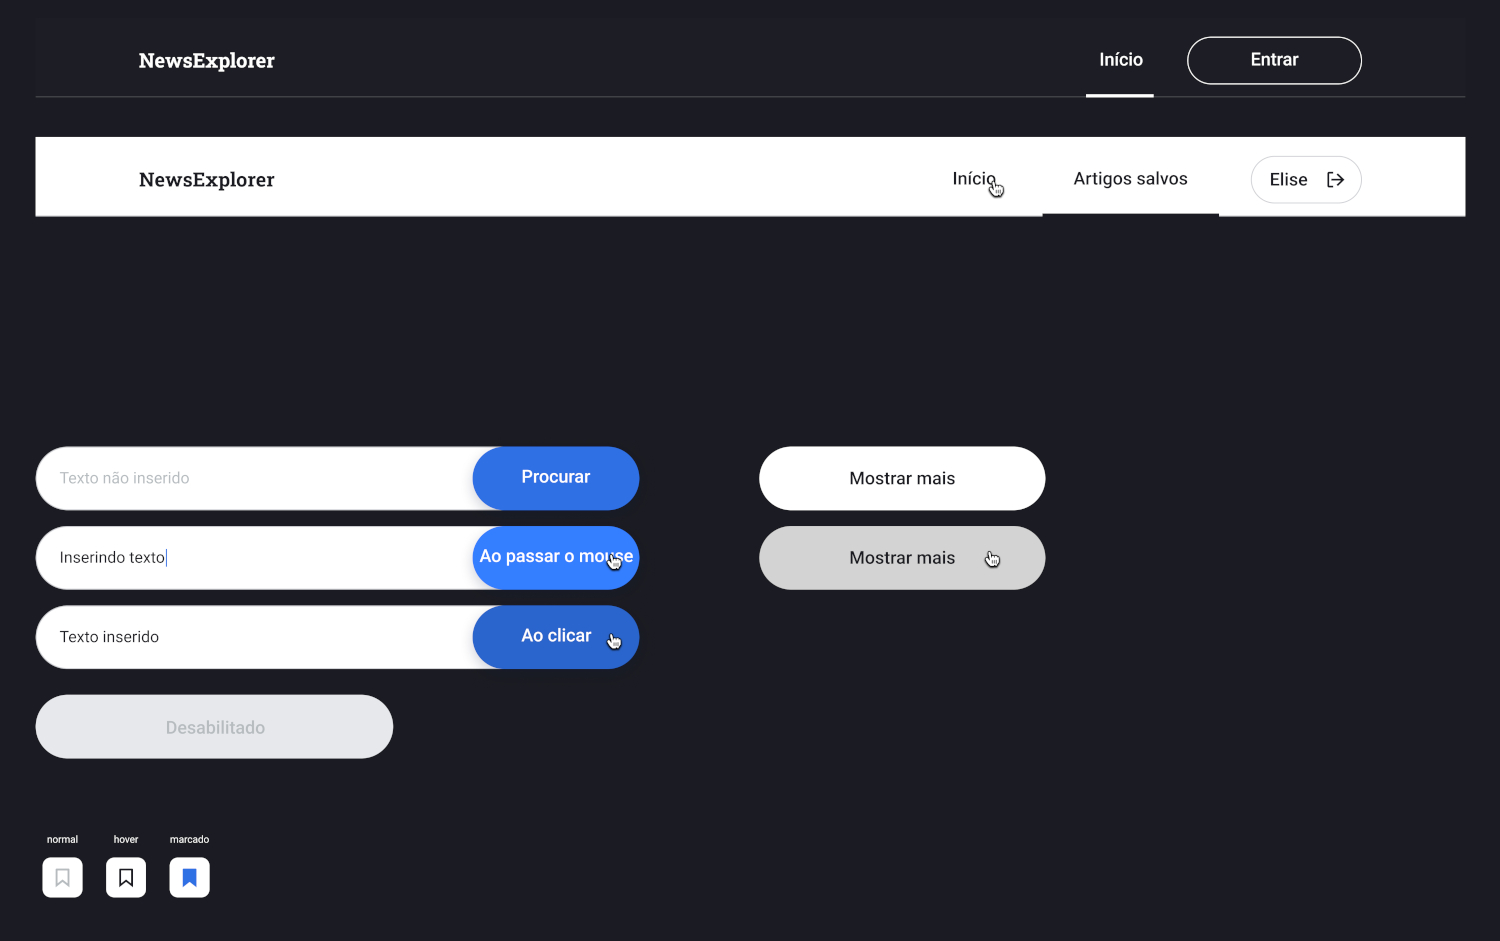 NewsExplorer
Início
Entrar
NewsExplorer
Início
Artigos salvos
Elise
Texto não inserido
Procurar
Mostrar mais
Inserindo texto
Ao passar o mouse
Mostrar mais
Texto inserido
Ao clicar
Desabilitado
normal
hover
marcado